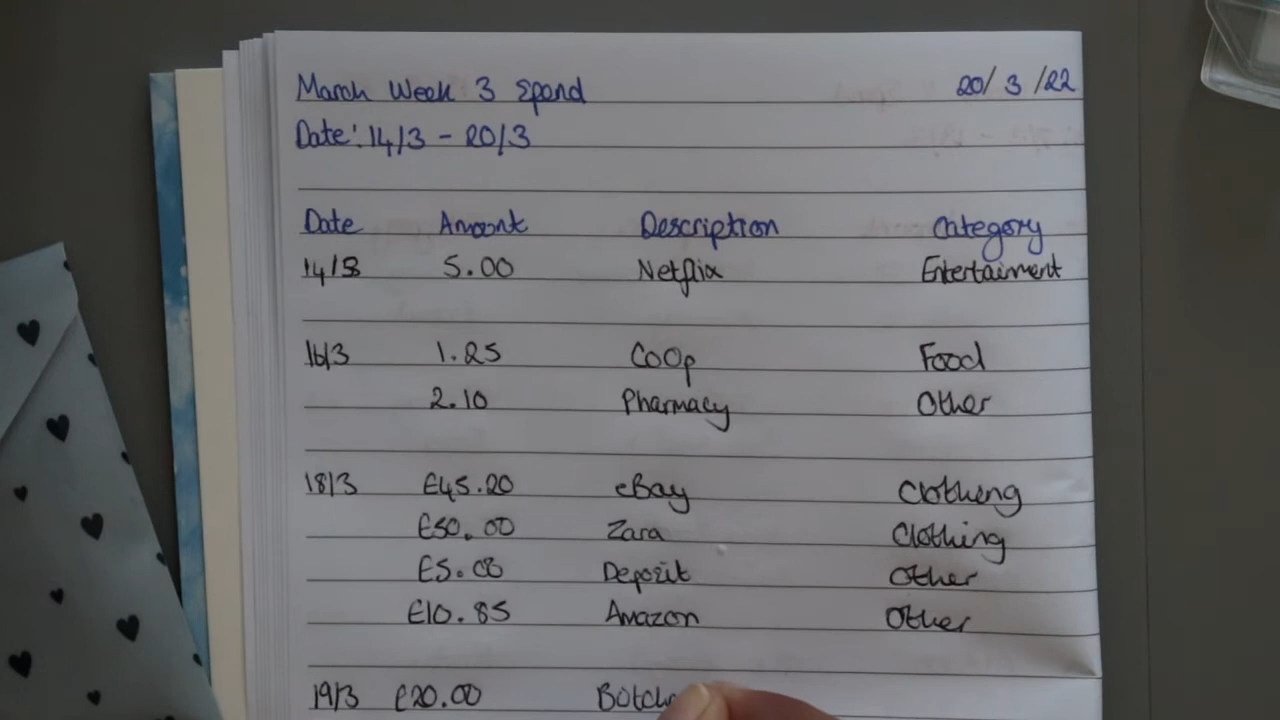 March Week 3 Spend 20/3/22
Date: 14/3 - 20/3
Date Amount Description Category
14/3 5.00 Netflix Entertaiment
16/3 1.25 CoOp Food
2.10 Pharmacy Other
18/3 £45.20 eBay Clothing
£50.00 Zara Clothing
£5.00 Deposit Other
£10.85 Amazon Other
19/3 £20.00